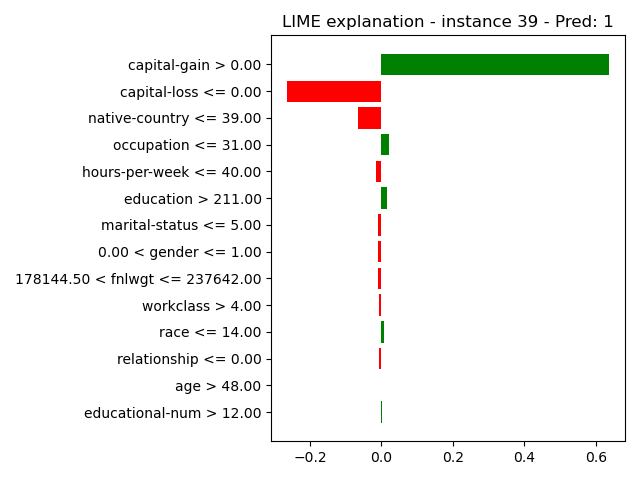 LIME explanation - instance 39 - Pred: 1
capital-gain > 0.00
capital-loss <= 0.00
native-country <= 39.00
occupation <= 31.00
hours-per-week <= 40.00
education > 211.00
marital-status <= 5.00
0.00 < gender <= 1.00
178144.50 < fnlwgt <= 237642.00
workclass > 4.00
race <= 14.00
relationship <= 0.00
age > 48.00
educational-num > 12.00
−0.2 0.0 0.2 0.4 0.6